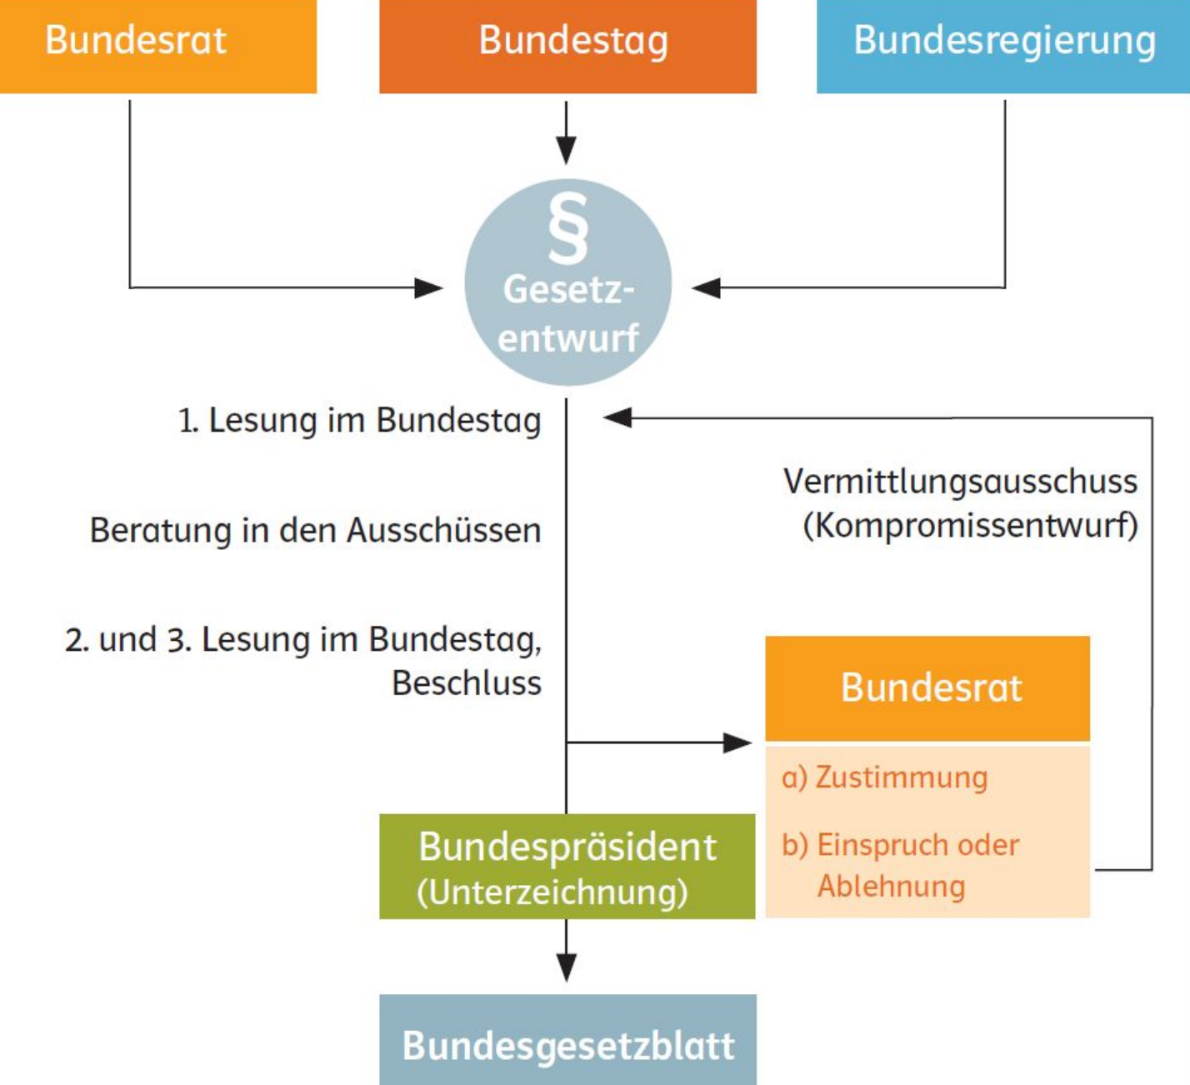 Bundesrat
Bundestag
Bundesregierung
§
Gesetz-
entwurf
1. Lesung im Bundestag
Vermittlungsausschuss
(Kompromissentwurf)
Beratung in den Ausschüssen
2. und 3. Lesung im Bundestag,
Beschluss
Bundesrat
a) Zustimmung
b) Einspruch oder
Ablehnung
Bundespräsident
(Unterzeichnung)
Bundesgesetzblatt